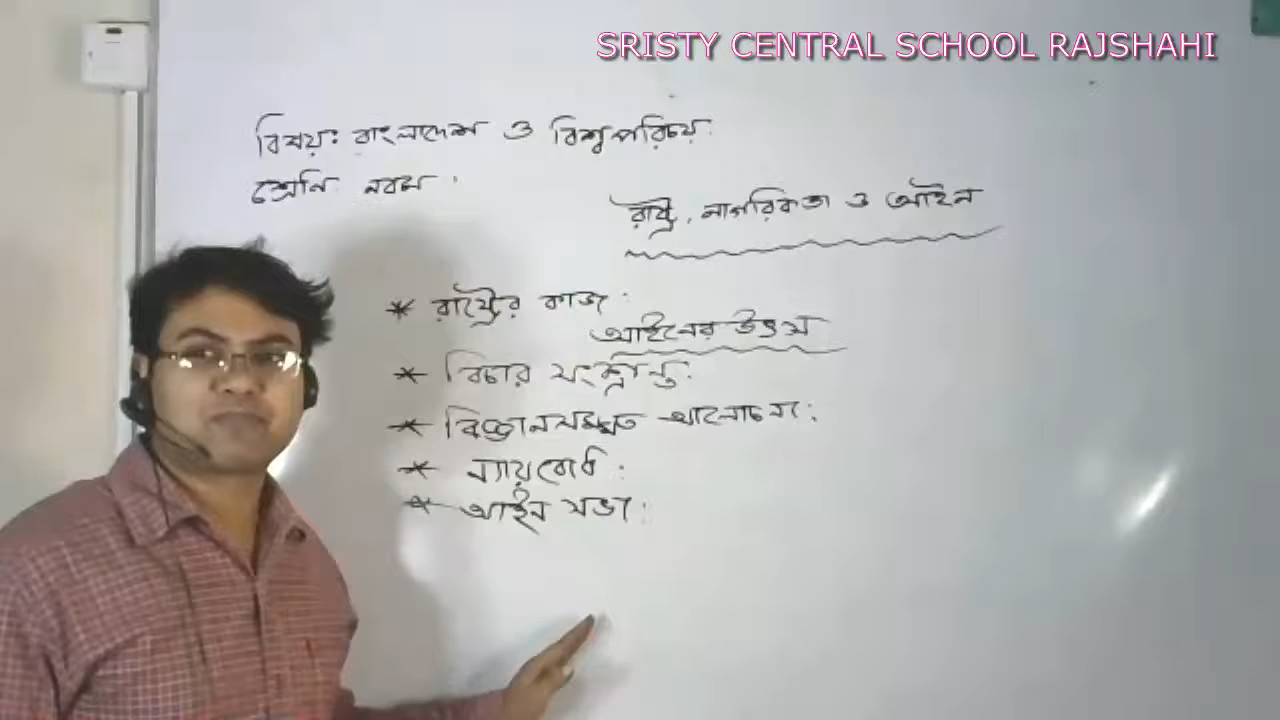 SRISTY CENTRAL SCHOOL RAJSHAHI
বিষয়ঃ বাংলাদেশ ও বিশ্বপরিচয়
শ্রেনি নবম
রাষ্ট্র, নাগরিকতা ও আইন
* রাষ্ট্রের কাজ
আইনের উৎস
* বিচার সংক্রান্ত
* বিজ্ঞানসম্মত আলোচনা:
* ন্যায়বোধ:
* আইন সভা: